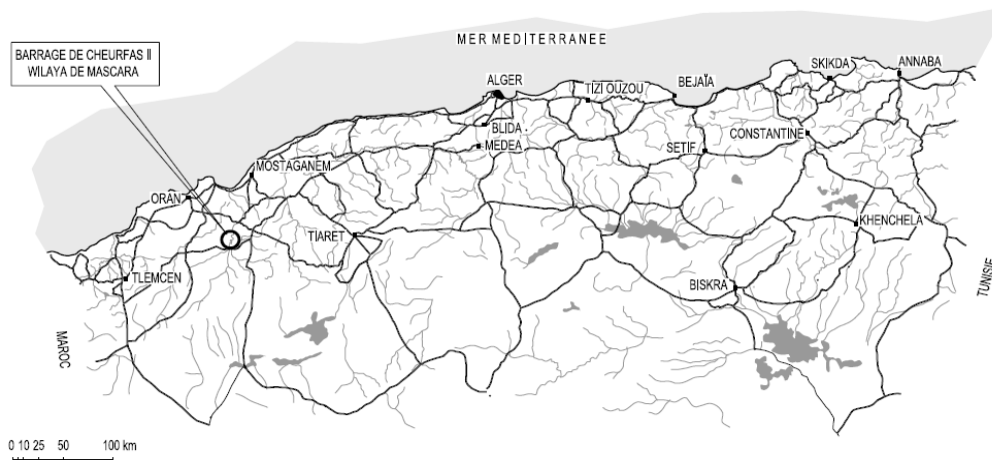 MER MEDITERRANEE
BARRAGE DE CHEURFAS II
WILAYA DE MASCARA
ALGER
SKIKDA
ANNABA
BEJAÏA
TIZI OUZOU
BLIDA
CONSTANTINE
MEDEA
SETIF
MOSTAGANEM
ORAN
KHENCHELA
TIARET
TLEMCEN
BISKRA
TUNISIE
MAROC
0 10 25 50 100 km